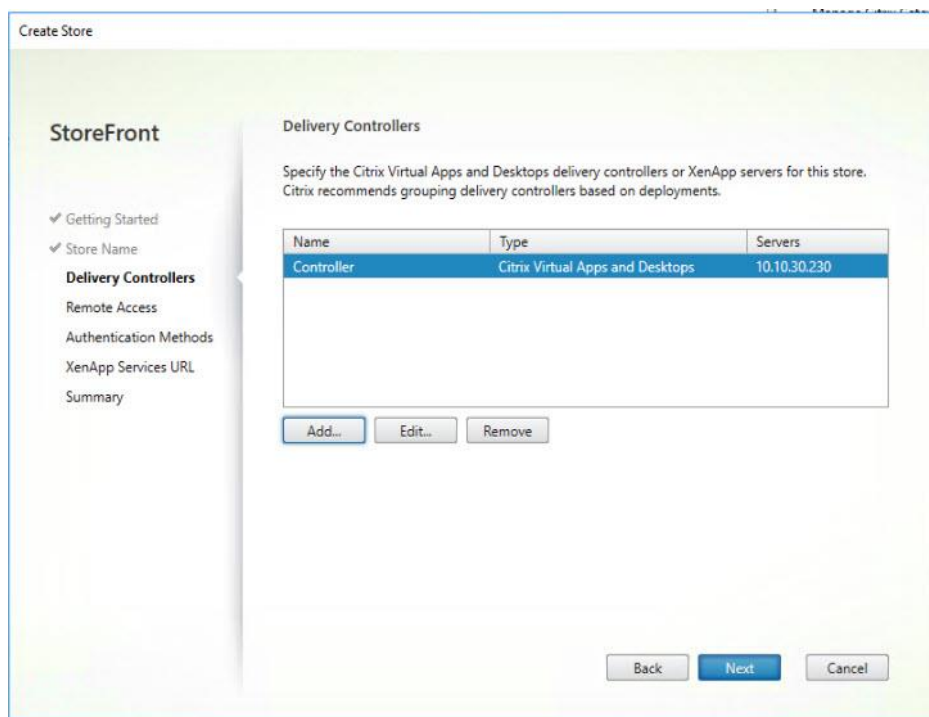 Create Store
StoreFront
Getting Started
Store Name
Delivery Controllers
Remote Access
Authentication Methods
XenApp Services URL
Summary
Delivery Controllers
Specify the Citrix Virtual Apps and Desktops delivery controllers or XenApp servers for this store.
Citrix recommends grouping delivery controllers based on deployments.
Name Type Servers
Controller Citrix Virtual Apps and Desktops 10.10.30.230
Add... Edit... Remove
Back Next Cancel